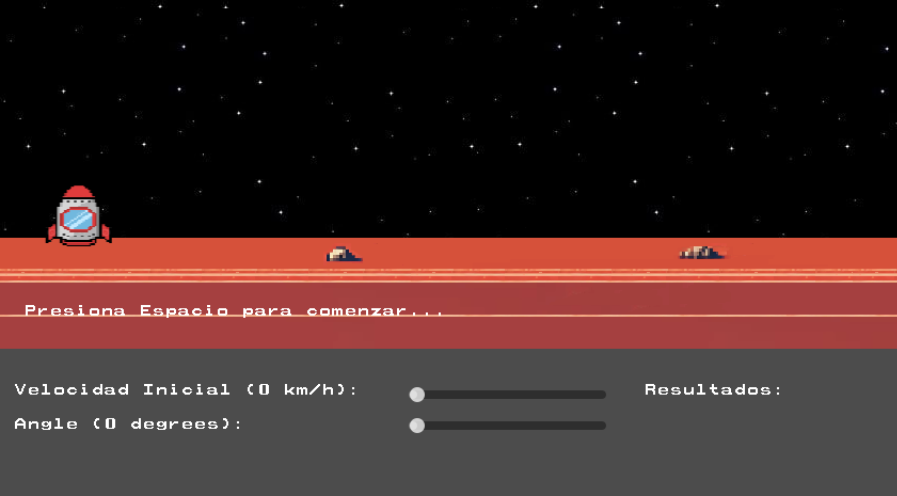 Presiona Espacio para comenzar...
Velocidad Inicial (0 km/h):
Resultados:
Angle (0 degrees):